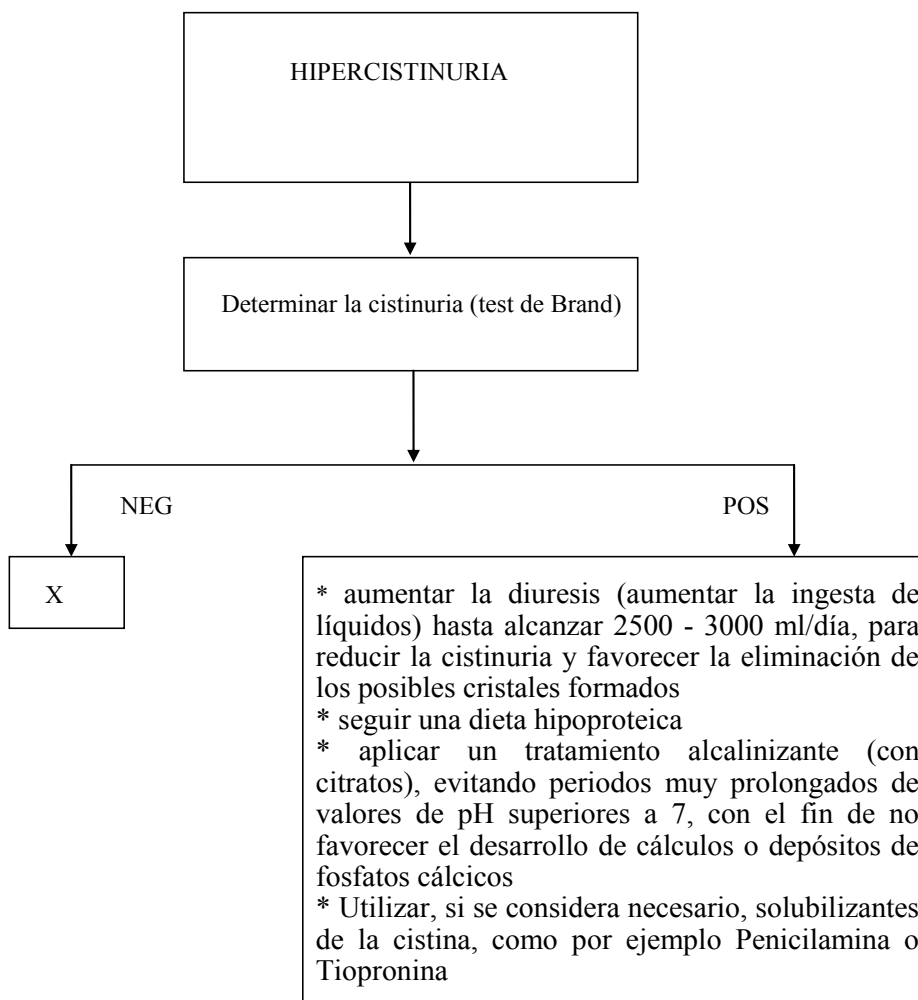 HIPERCISTINURIA
Determinar la cistinuria (test de Brand)
NEG
POS
X
* aumentar la diuresis (aumentar la ingesta de
líquidos) hasta alcanzar 2500 - 3000 ml/día, para
reducir la cistinuria y favorecer la eliminación de
los posibles cristales formados
* seguir una dieta hipoproteica
* aplicar un tratamiento alcalinizante (con
citratos), evitando periodos muy prolongados de
valores de pH superiores a 7, con el fin de no
favorecer el desarrollo de cálculos o depósitos de
fosfatos cálcicos
* Utilizar, si se considera necesario, solubilizantes
de la cistina, como por ejemplo Penicilamina o
Tiopronina